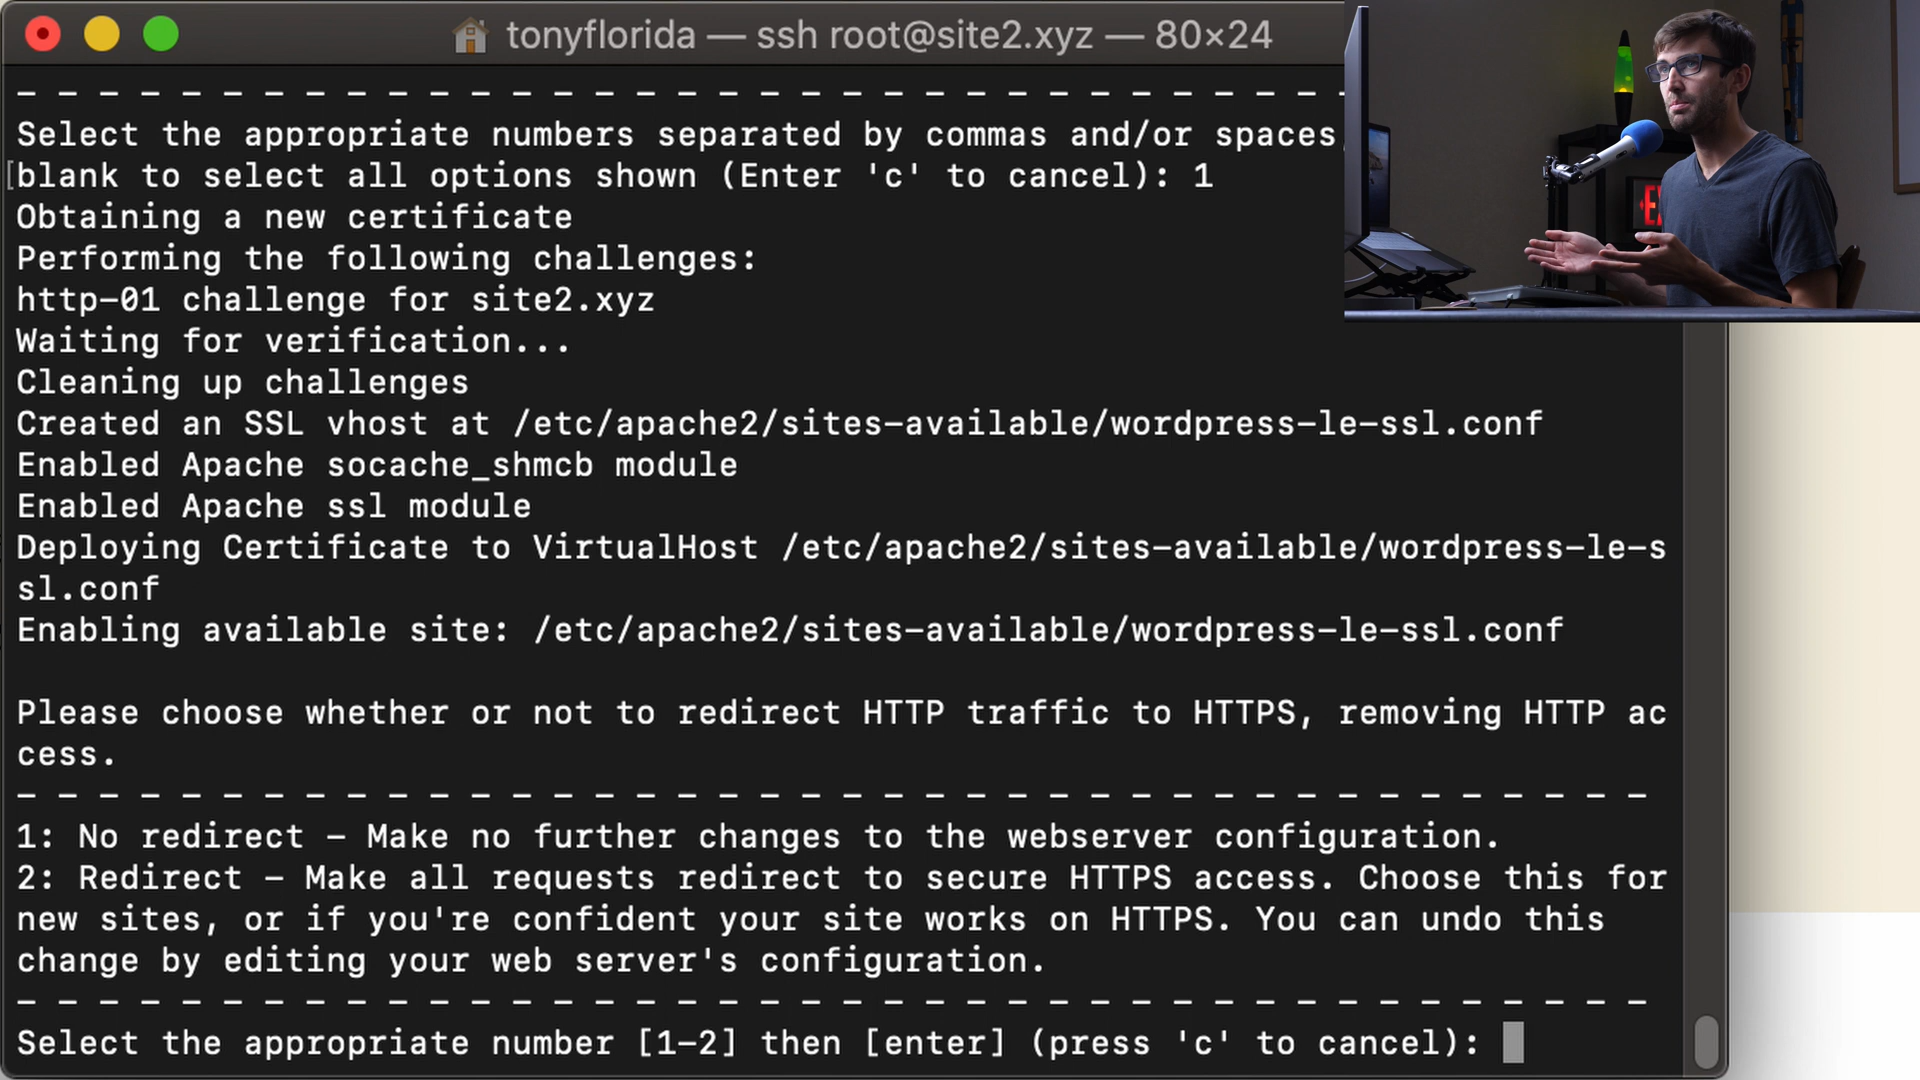 tonyflorida — ssh root@site2.xyz — 80×24
- - - - - - - - - - - - - - - - - - - - - - - - - - - - - - - - -
Select the appropriate numbers separated by commas and/or spaces,
[blank to select all options shown (Enter 'c' to cancel): 1
Obtaining a new certificate
Performing the following challenges:
http-01 challenge for site2.xyz
Waiting for verification...
Cleaning up challenges
Created an SSL vhost at /etc/apache2/sites-available/wordpress-le-ssl.conf
Enabled Apache socache_shmcb module
Enabled Apache ssl module
Deploying Certificate to VirtualHost /etc/apache2/sites-available/wordpress-le-s
sl.conf
Enabling available site: /etc/apache2/sites-available/wordpress-le-ssl.conf
Please choose whether or not to redirect HTTP traffic to HTTPS, removing HTTP ac
cess.
- - - - - - - - - - - - - - - - - - - - - - - - - - - - - - - - - - - - - - - -
1: No redirect - Make no further changes to the webserver configuration.
2: Redirect - Make all requests redirect to secure HTTPS access. Choose this for
new sites, or if you're confident your site works on HTTPS. You can undo this
change by editing your web server's configuration.
- - - - - - - - - - - - - - - - - - - - - - - - - - - - - - - - - - - - - - - -
Select the appropriate number [1-2] then [enter] (press 'c' to cancel):